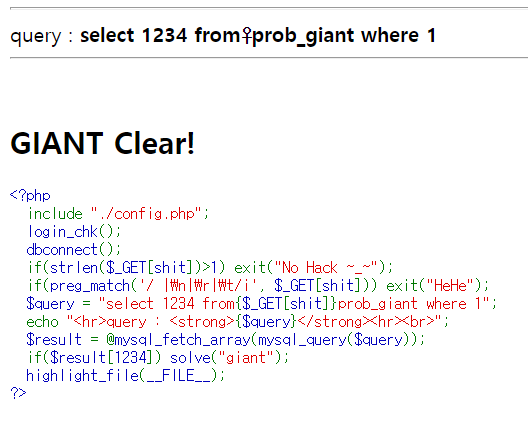 query : select 1234 from♀prob_giant where 1
GIANT Clear!
<?php
include "./config.php";
login_chk();
dbconnect();
if(strlen($_GET[shit])>1) exit("No Hack ~_~");
if(preg_match('/ |₩n|₩r|₩t/i', $_GET[shit])) exit("HeHe");
$query = "select 1234 from{$_GET[shit]}prob_giant where 1";
echo "<hr>query : <strong>{$query}</strong><hr><br>";
$result = @mysql_fetch_array(mysql_query($query));
if($result[1234]) solve("giant");
highlight_file(__FILE__);
?>